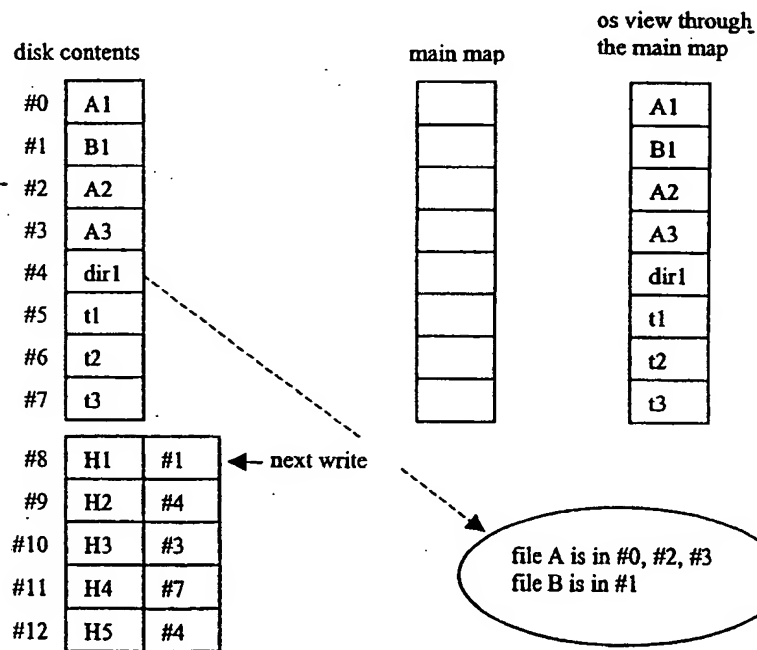 os view through
disk contents main map the main map
#0 A1 A1
#1 B1 B1
#2 A2 A2
#3 A3 A3
#4 dir1 dir1
#5 t1 t1
#6 t2 t2
#7 t3 t3
#8 H1 #1 next write
#9 H2 #4
#10 H3 #3
file A is in #0, #2, #3
#11 H4 #7
file B is in #1
#12 H5 #4